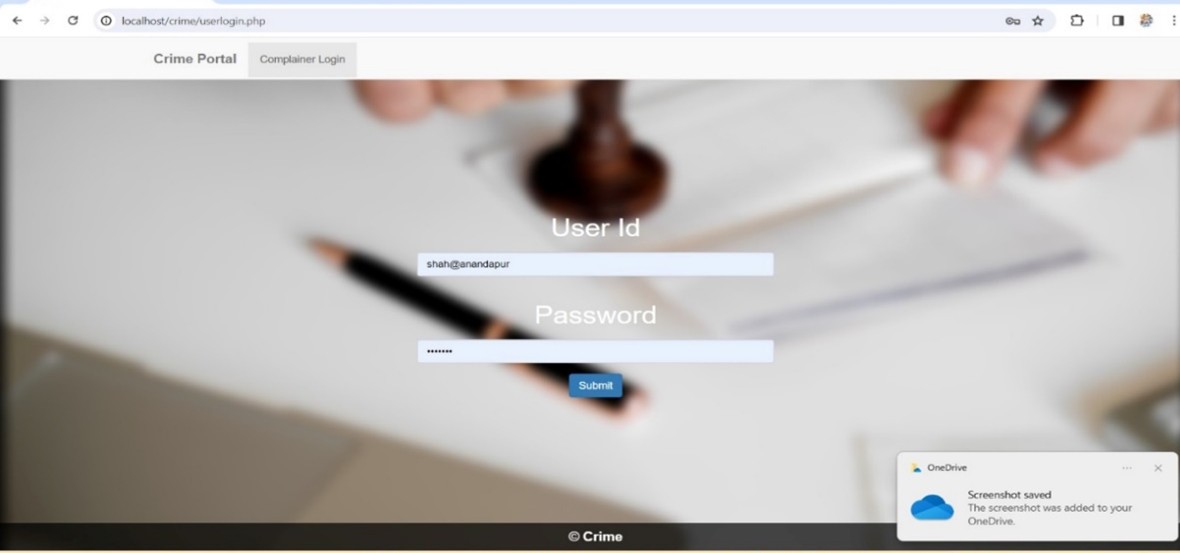 localhost/crime/userlogin.php
Crime Portal
Complainer Login
User Id
shah@anandapur
Password
•••••••
Submit
OneDrive
Screenshot saved
The screenshot was added to your
OneDrive.
© Crime